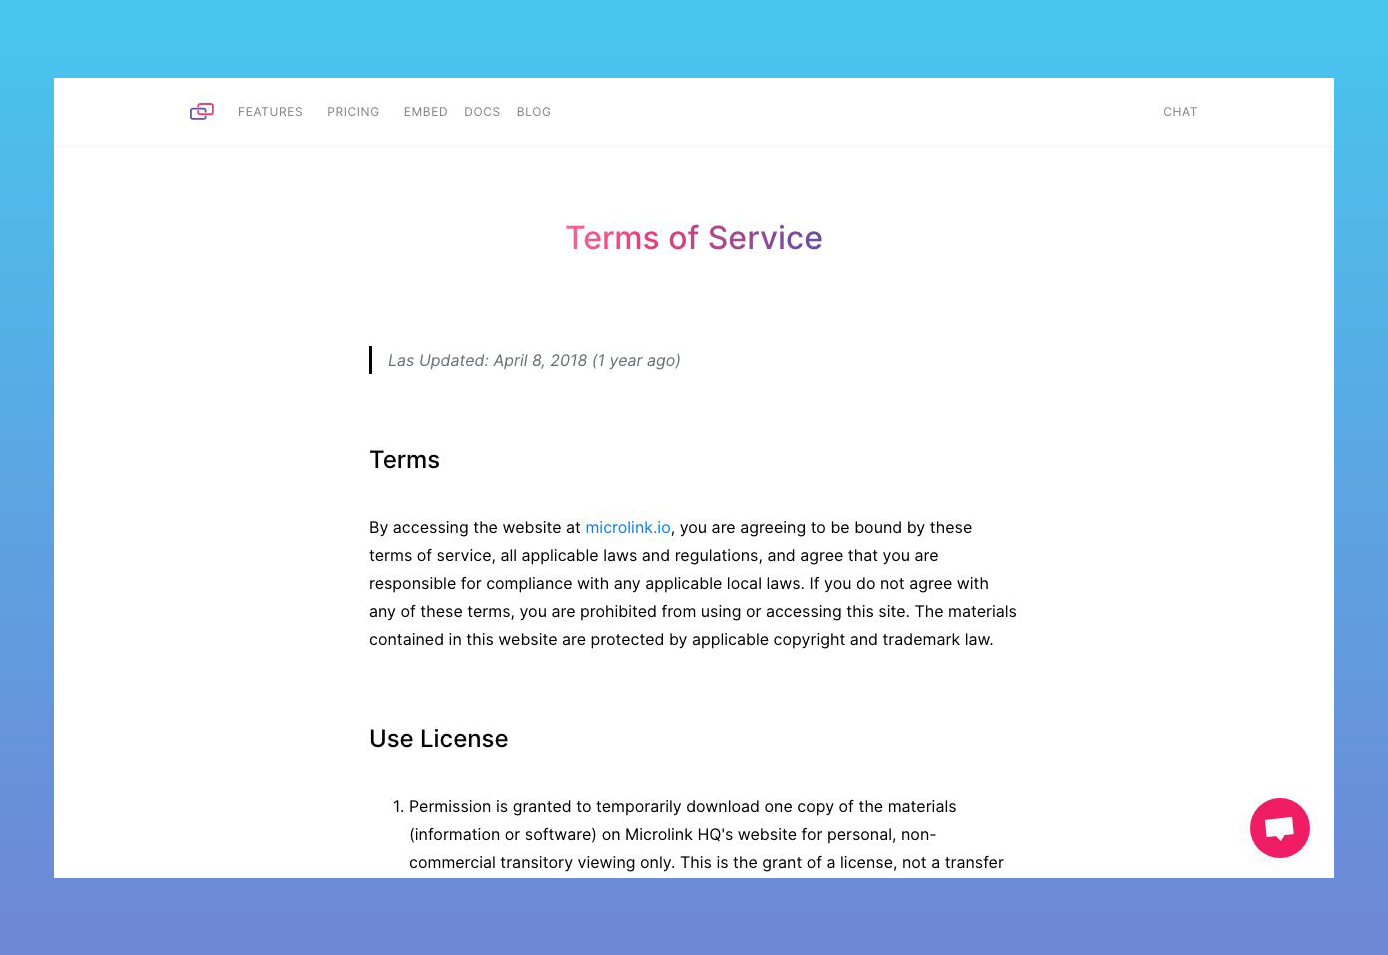 FEATURES PRICING EMBED DOCS BLOG CHAT
Terms of Service
Las Updated: April 8, 2018 (1 year ago)
Terms
By accessing the website at microlink.io, you are agreeing to be bound by these
terms of service, all applicable laws and regulations, and agree that you are
responsible for compliance with any applicable local laws. If you do not agree with
any of these terms, you are prohibited from using or accessing this site. The materials
contained in this website are protected by applicable copyright and trademark law.
Use License
1. Permission is granted to temporarily download one copy of the materials
(information or software) on Microlink HQ's website for personal, non-
commercial transitory viewing only. This is the grant of a license, not a transfer